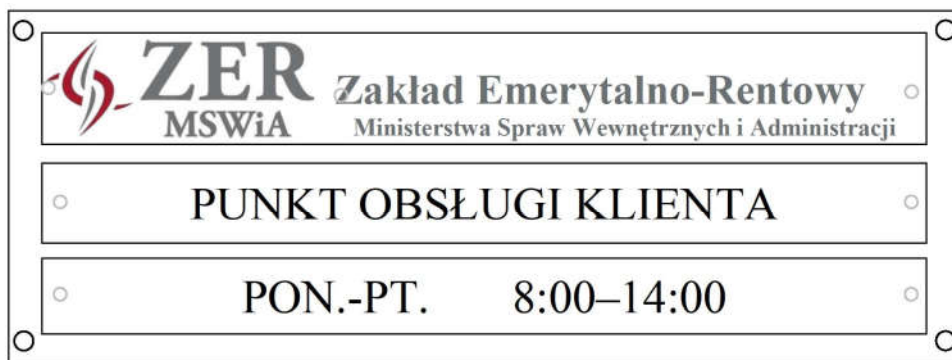 ZER
MSWiA
Zakład Emerytalno-Rentowy
Ministerstwa Spraw Wewnętrznych i Administracji
PUNKT OBSŁUGI KLIENTA
PON.-PT. 8:00–14:00